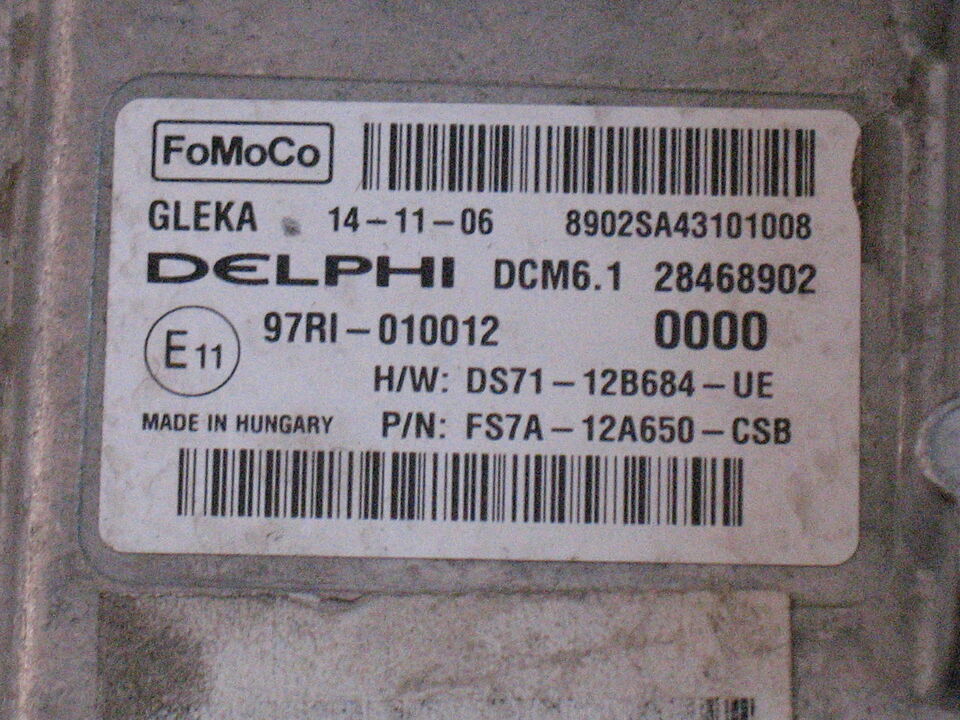 FoMoCo
GLEKA 14-11-06 8902SA43101008
DELPHI DCM6.1 28468902
E11 97RI-010012 0000
H/W: DS71-12B684-UE
MADE IN HUNGARY P/N: FS7A-12A650-CSB